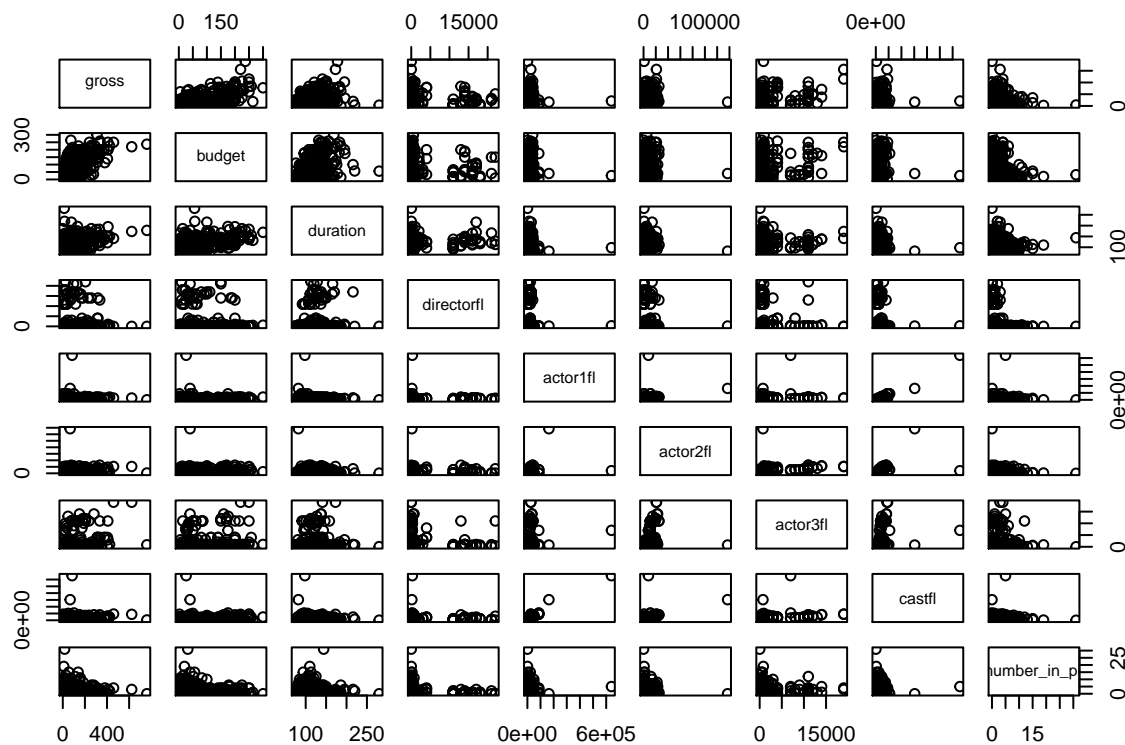 0 150 0 15000 0 100000 0e+00
gross 0
0 300 budget
duration 100
0 directorfl
actor1fl 0e+00
0 actor2fl
actor3fl 0
0e+00 castfl
number_in_p 0 25
0 400 100 250 0e+00 6e+05 0 15000 0 15